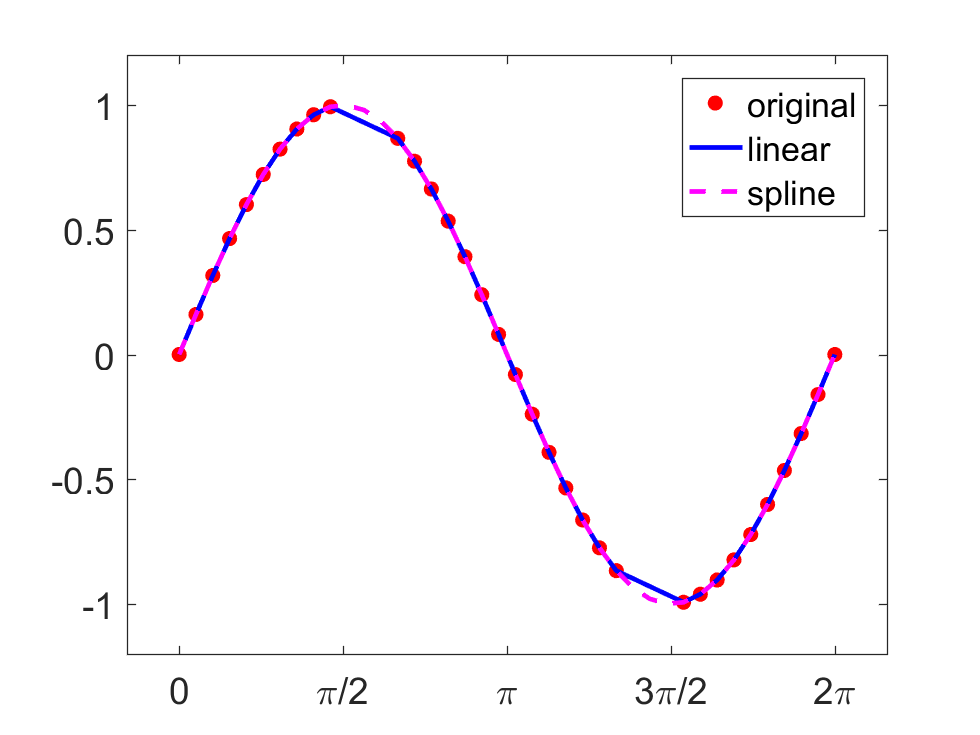 1
0.5
0
-0.5
-1
0
π/2
π
3π/2
2π
original
linear
spline